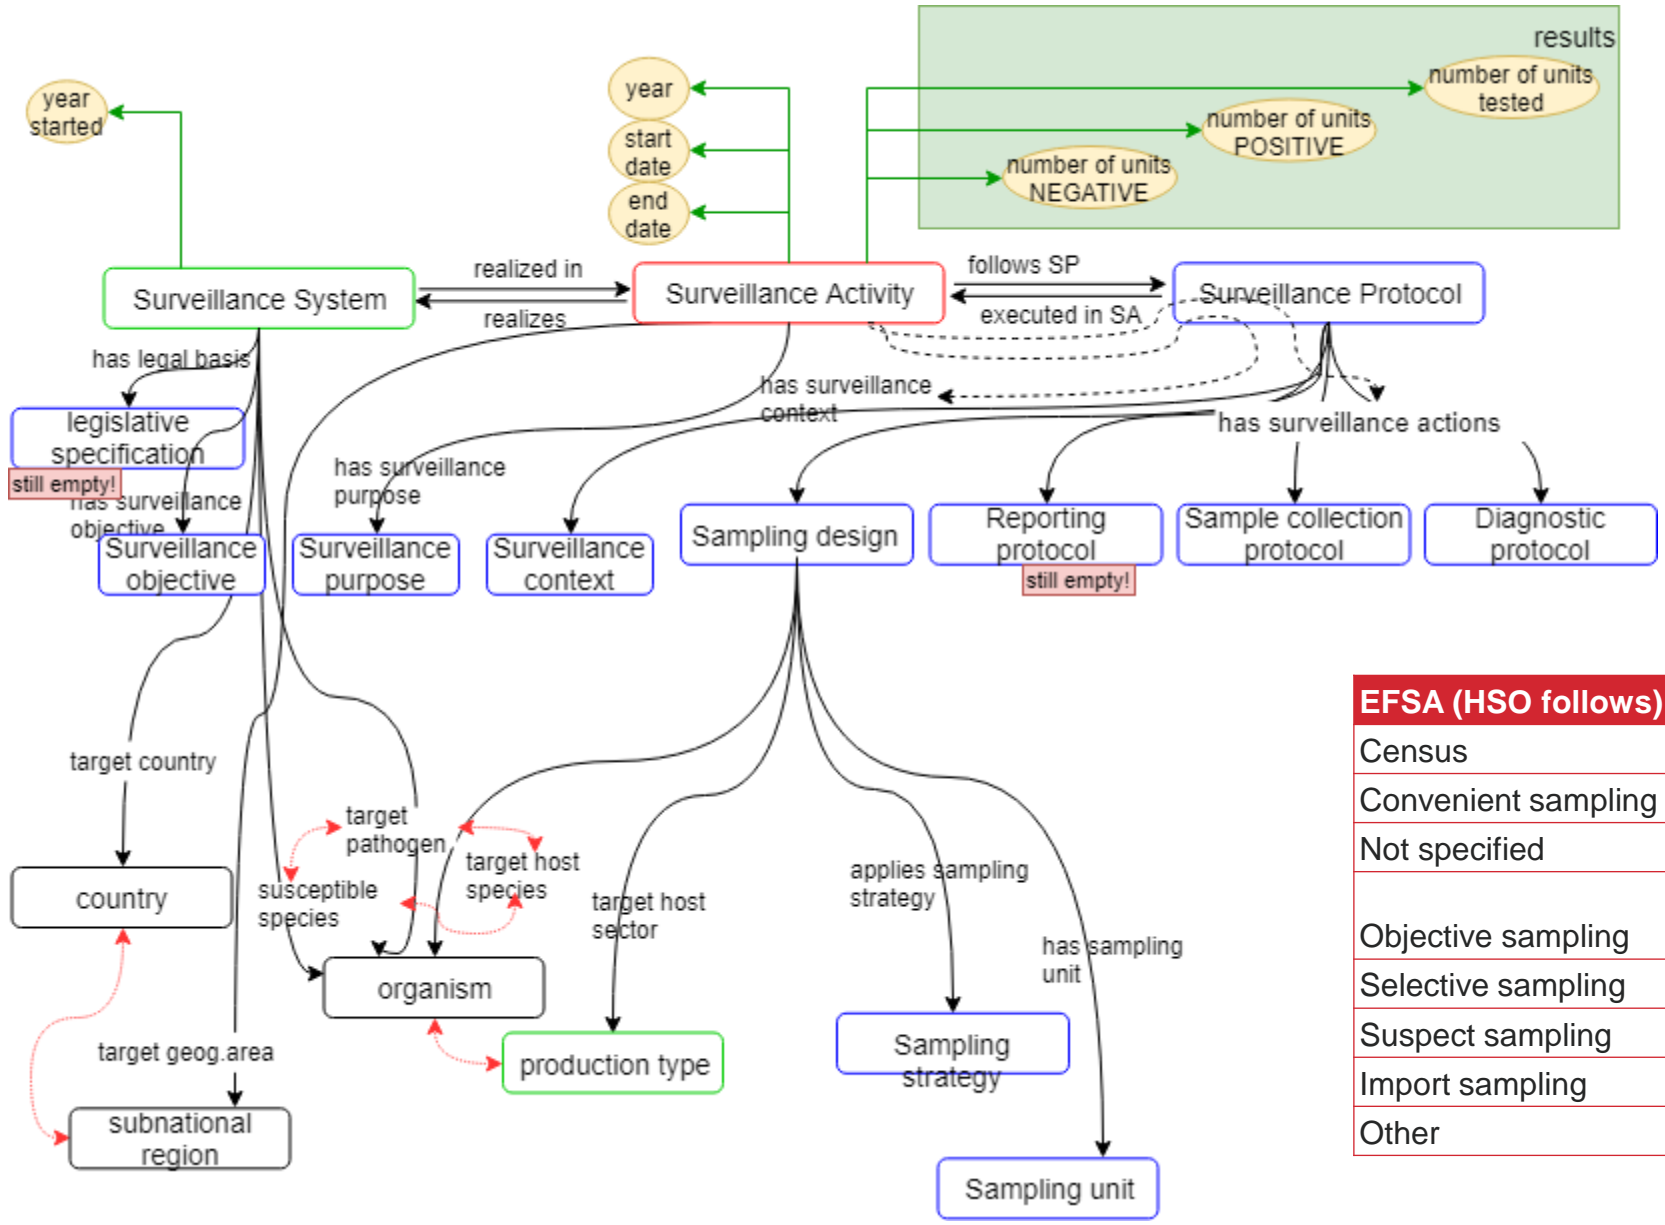 results
year
started
year
start
date
end
date
number of units
tested
number of units
POSITIVE
number of units
NEGATIVE
Surveillance System
realized in
realizes
Surveillance Activity
follows SP
executed in SA
Surveillance Protocol
has legal basis
legislative
specification
still empty!
has surveillance
objective
has surveillance
purpose
has surveillance
context
has surveillance actions
Surveillance
objective
Surveillance
purpose
Surveillance
context
Sampling design
Reporting
protocol
still empty!
Sample collection
protocol
Diagnostic
protocol
target country
target
pathogen
target host
species
susceptible
species
target host
sector
applies sampling
strategy
has sampling
unit
country
organism
target geog.area
production type
Sampling
strategy
subnational
region
Sampling unit
EFSA (HSO follows)
Census
Convenient sampling
Not specified
Objective sampling
Selective sampling
Suspect sampling
Import sampling
Other